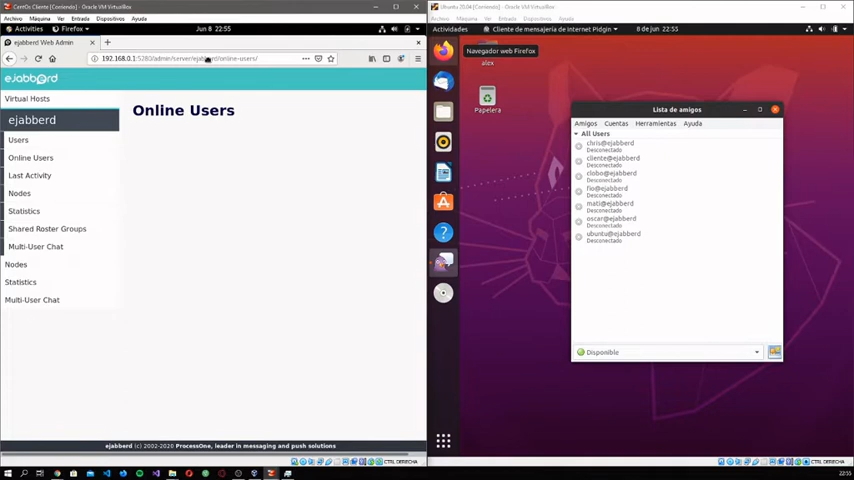 CentOs Cliente [Corriendo] - Oracle VM VirtualBox
Archivo Máquina Ver Entrada Dispositivos Ayuda
Activities Firefox Jun 8 22:55
ejabberd Web Admin
192.168.0.1:5280/admin/server/ejabberd/online-users/
ejabberd
Virtual Hosts
ejabberd
Users
Online Users
Last Activity
Nodes
Statistics
Shared Roster Groups
Multi-User Chat
Nodes
Statistics
Multi-User Chat
Online Users
ejabberd (c) 2002-2020 ProcessOne, leader in messaging and push solutions
CTRL DERECHA
Ubuntu 20.04 [Corriendo] - Oracle VM VirtualBox
Archivo Máquina Ver Entrada Dispositivos Ayuda
Actividades Cliente de mensajería de Internet Pidgin 8 de jun 22:55
Navegador web Firefox
alex
Papelera
Lista de amigos
Amigos Cuentas Herramientas Ayuda
All Users
chris@ejabberd
Desconectado
cliente@ejabberd
Desconectado
clobo@ejabberd
Desconectado
flo@ejabberd
Desconectado
mati@ejabberd
Desconectado
oscar@ejabberd
Desconectado
ubuntu@ejabberd
Desconectado
Disponible
CTRL DERECHA
22:55